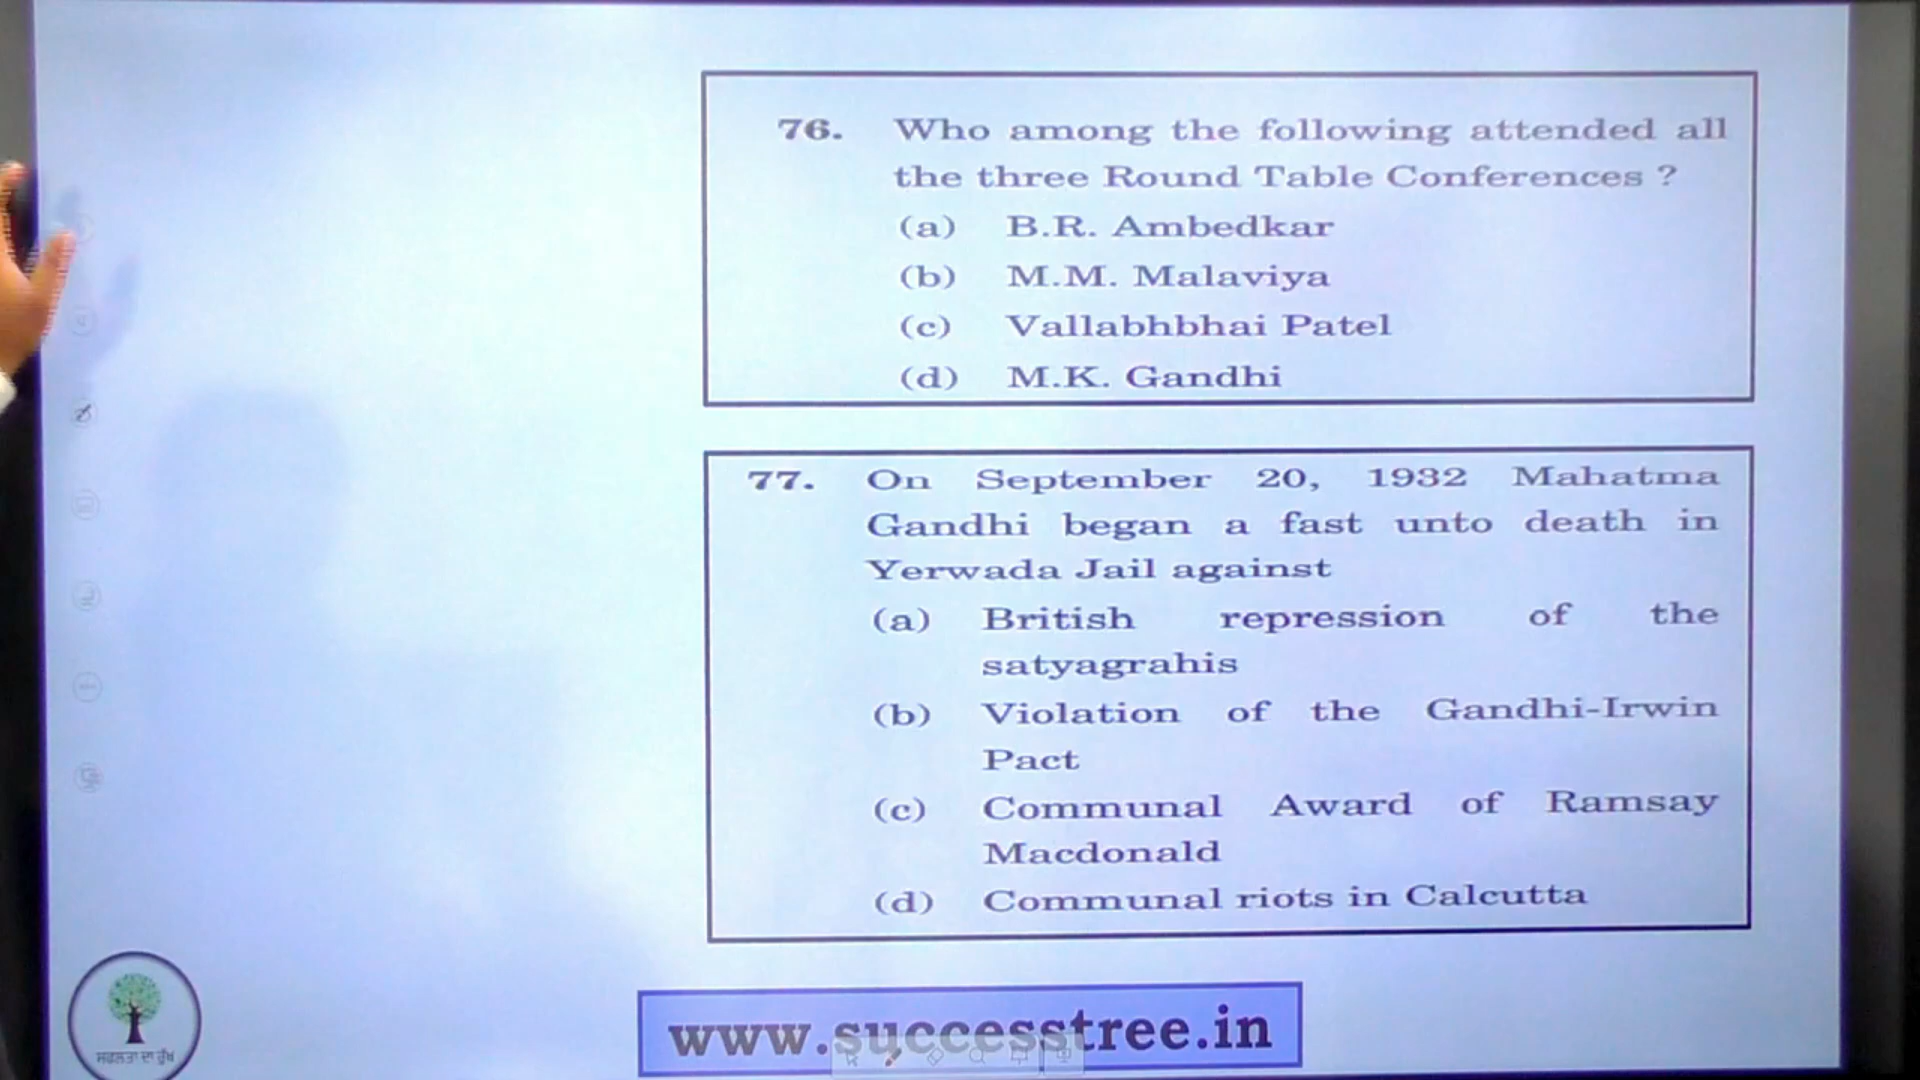 76. Who among the following attended all
the three Round Table Conferences ?
(a) B.R. Ambedkar
(b) M.M. Malaviya
(c) Vallabhbhai Patel
(d) M.K. Gandhi
77. On September 20, 1932 Mahatma
Gandhi began a fast unto death in
Yerwada Jail against
(a) British repression of the
satyagrahis
(b) Violation of the Gandhi-Irwin
Pact
(c) Communal Award of Ramsay
Macdonald
(d) Communal riots in Calcutta
ਸਫਲਤਾ ਦਾ ਰੁੱਖ
www.successtree.in